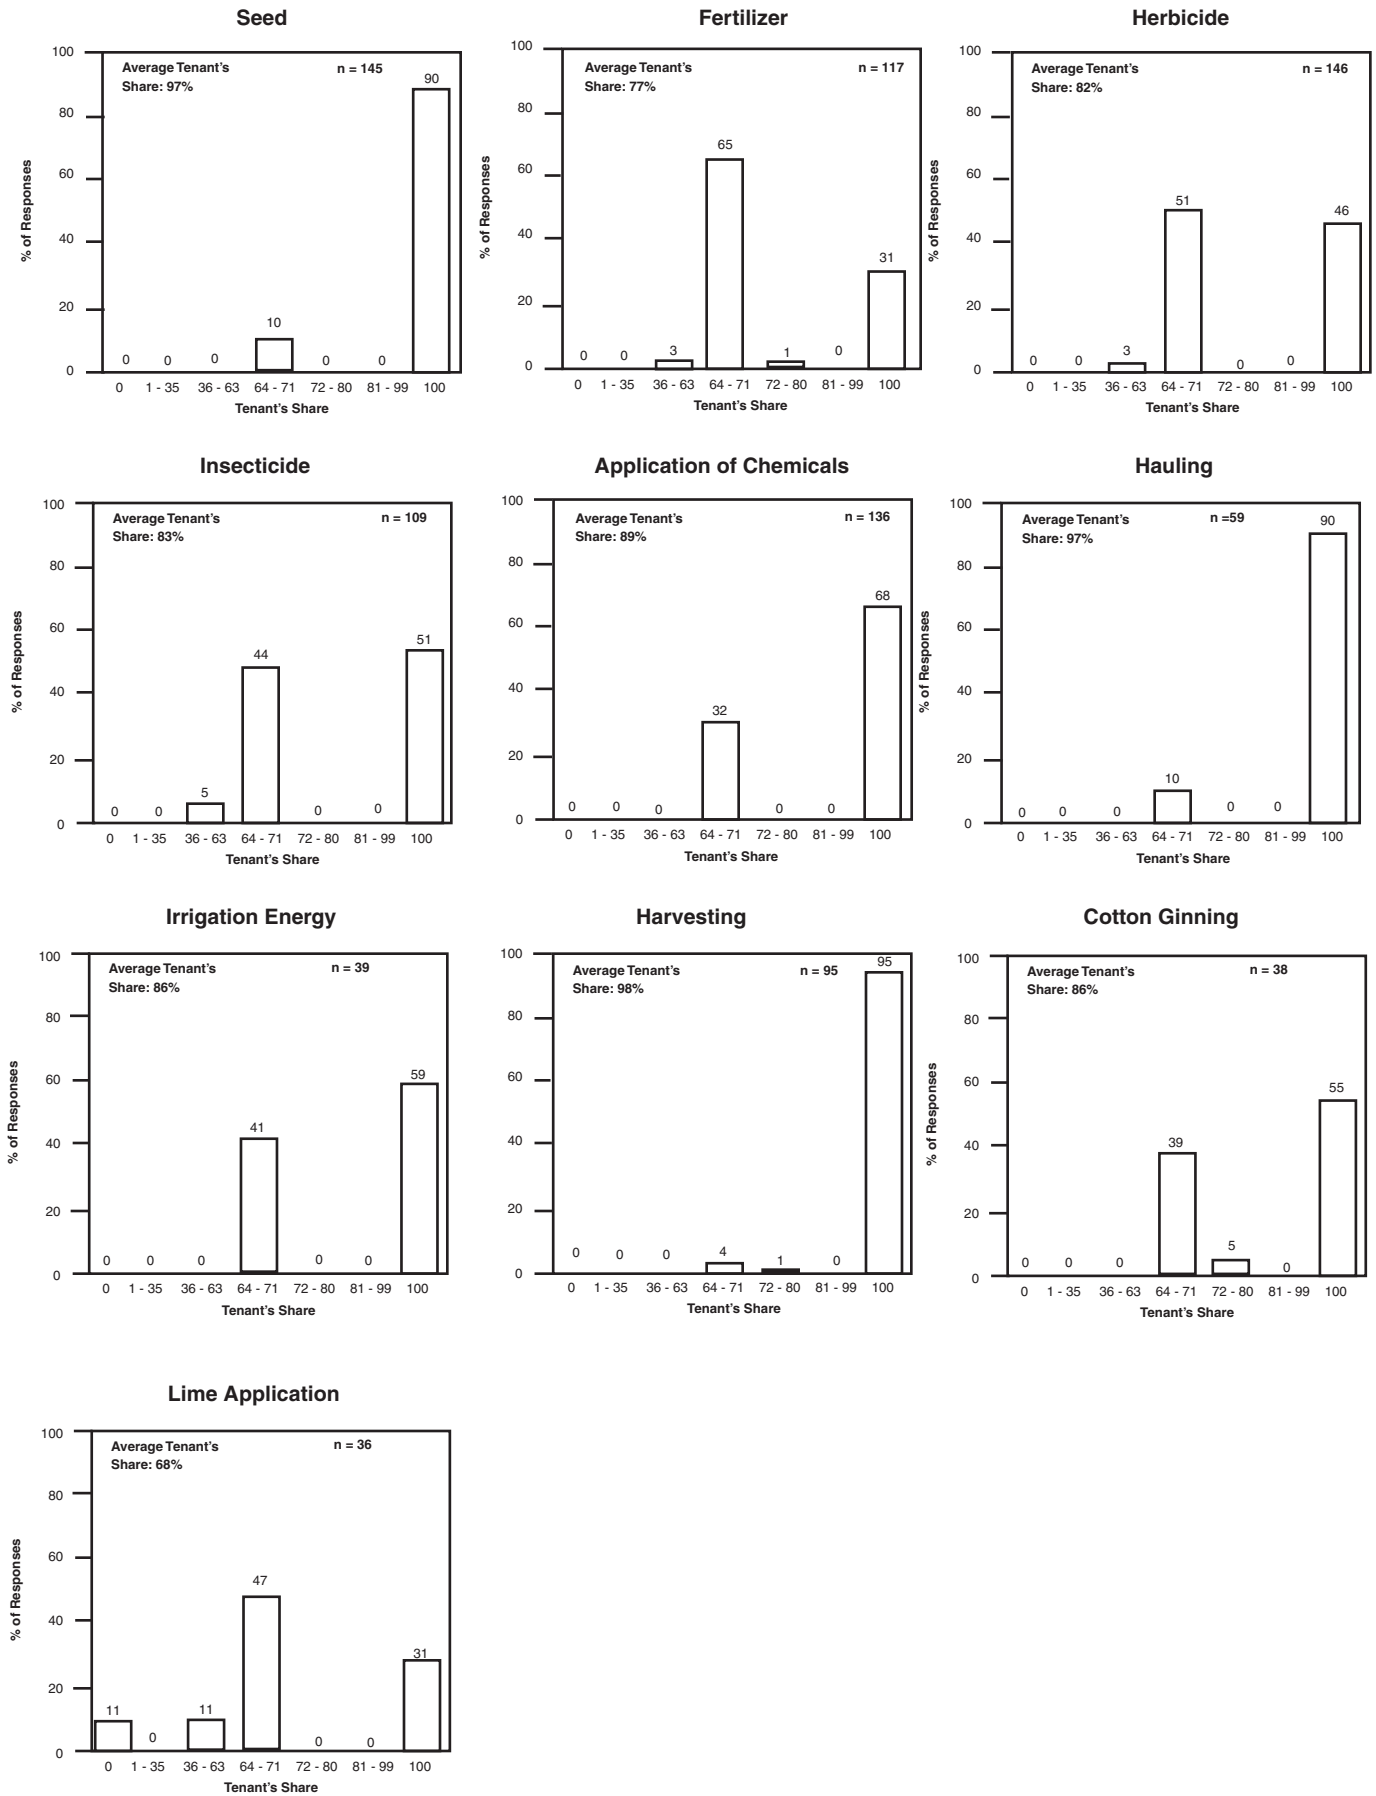 Seed
Average Tenant's
n = 145
Share: 97%
% of Responses
100
80
60
40
20
0
0
0
0
10
0
0
90
0
1 - 35
36 - 63
64 - 71
72 - 80
81 - 99
100
Tenant's Share
Fertilizer
Average Tenant's
n = 117
Share: 77%
% of Responses
100
80
60
40
20
0
0
0
3
65
1
0
31
0
1 - 35
36 - 63
64 - 71
72 - 80
81 - 99
100
Tenant's Share
Herbicide
Average Tenant's
n = 146
Share: 82%
% of Responses
100
80
60
40
20
0
0
0
3
51
0
0
46
0
1 - 35
36 - 63
64 - 71
72 - 80
81 - 99
100
Tenant's Share
Insecticide
Average Tenant's
n = 109
Share: 83%
% of Responses
100
80
60
40
20
0
0
0
5
44
0
0
51
0
1 - 35
36 - 63
64 - 71
72 - 80
81 - 99
100
Tenant's Share
Application of Chemicals
Average Tenant's
n = 136
Share: 89%
100
80
60
40
20
0
0
0
0
32
0
0
68
0
1 - 35
36 - 63
64 - 71
72 - 80
81 - 99
100
Tenant's Share
Hauling
Average Tenant's
n =59
Share: 97%
% of Responses
100
80
60
40
20
0
0
0
0
10
0
0
90
0
1 - 35
36 - 63
64 - 71
72 - 80
81 - 99
100
Tenant's Share
Irrigation Energy
Average Tenant's
n = 39
Share: 86%
% of Responses
100
80
60
40
20
0
0
0
0
41
0
0
59
0
1 - 35
36 - 63
64 - 71
72 - 80
81 - 99
100
Tenant's Share
Harvesting
Average Tenant's
n = 95
Share: 98%
100
80
60
40
20
0
0
0
0
4
1
0
95
0
1 - 35
36 - 63
64 - 71
72 - 80
81 - 99
100
Tenant's Share
Cotton Ginning
Average Tenant's
n = 38
Share: 86%
% of Responses
100
80
60
40
20
0
0
0
0
39
5
0
55
0
1 - 35
36 - 63
64 - 71
72 - 80
81 - 99
100
Tenant's Share
Lime Application
Average Tenant's
n = 36
Share: 68%
% of Responses
100
80
60
40
20
0
11
0
11
47
0
0
31
0
1 - 35
36 - 63
64 - 71
72 - 80
81 - 99
100
Tenant's Share